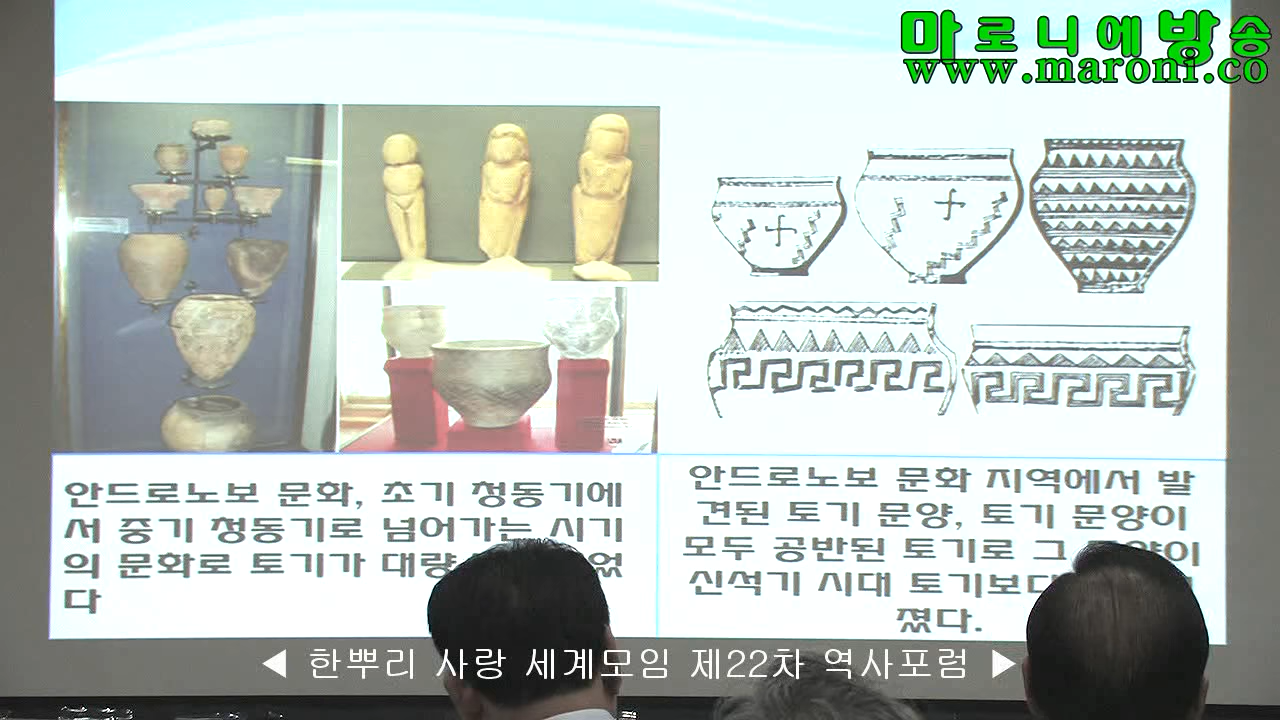 마로니에방송
www.maroni.co
안드로노보 문화, 초기 청동기에
서 중기 청동기로 넘어가는 시기
의 문화로 토기가 대량
다
안드로노보 문화 지역에서 발
견된 토기 문양, 토기 문양이
모두 공반된 토기로 그
신석기 시대 토기보다
졌다.
◀ 한뿌리 사랑 세계모임 제22차 역사포럼 ▶